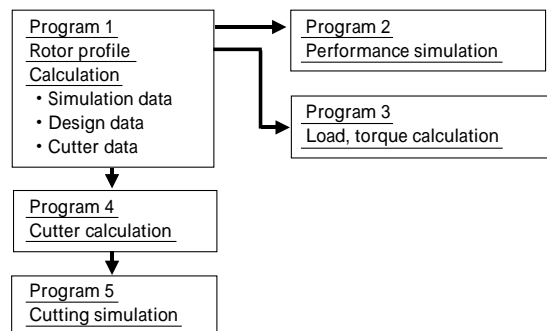 Program 1
Rotor profile
Calculation
・Simulation data
・Design data
・Cutter data
Program 2
Performance simulation
Program 3
Load, torque calculation
Program 4
Cutter calculation
Program 5
Cutting simulation